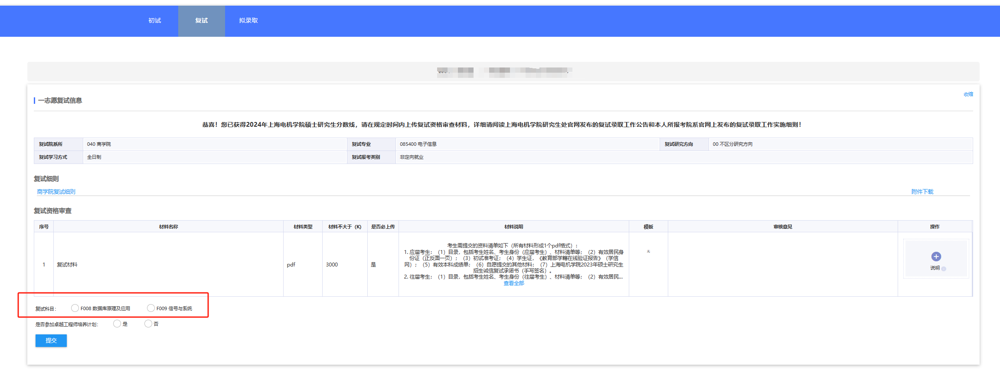 初试 复试 拟录取
收缩
一志愿复试信息
恭喜！您已获得2024年上海电机学院硕士研究生分数线，请在规定时间内上传复试资格审查材料，详细请阅读上海电机学院研究生处官网发布的复试录取工作公告和本人所报考院系官网上发布的复试录取工作实施细则！
复试院系所 040 商学院 复试专业 085400 电子信息 复试研究方向 00 不区分研究方向
复试学习方式 全日制 复试报考类别 非定向就业
复试细则
商学院复试细则 附件下载
复试资格审查
序号 材料名称 材料类型 材料不大于（K） 是否必上传 材料说明 模板 审核意见 操作
考生需提交的资料清单如下（所有材料形成1个pdf格式）：
1. 应届考生：（1）目录，包括考生姓名、考生身份（应届考生）、材料清单等；（2）有效居民身
份证（正反面一页）；（3）初试准考证；（4）学生证，《教育部学籍在线验证报告》（学信
网）；（5）有效本科成绩单；（6）自愿提交的其他材料；（7）上海电机学院2023年硕士研究生
招生诚信复试承诺书（手写签名）。
2. 往届考生：（1）目录，包括考生姓名、考生身份（往届考生）、材料清单等；（2）有效居民...
查看全部
1 复试材料 pdf 3000 是 无 说明
复试科目： F008 数据库原理及应用 F009 信号与系统
是否参加卓越工程师培养计划： 是 否
提交